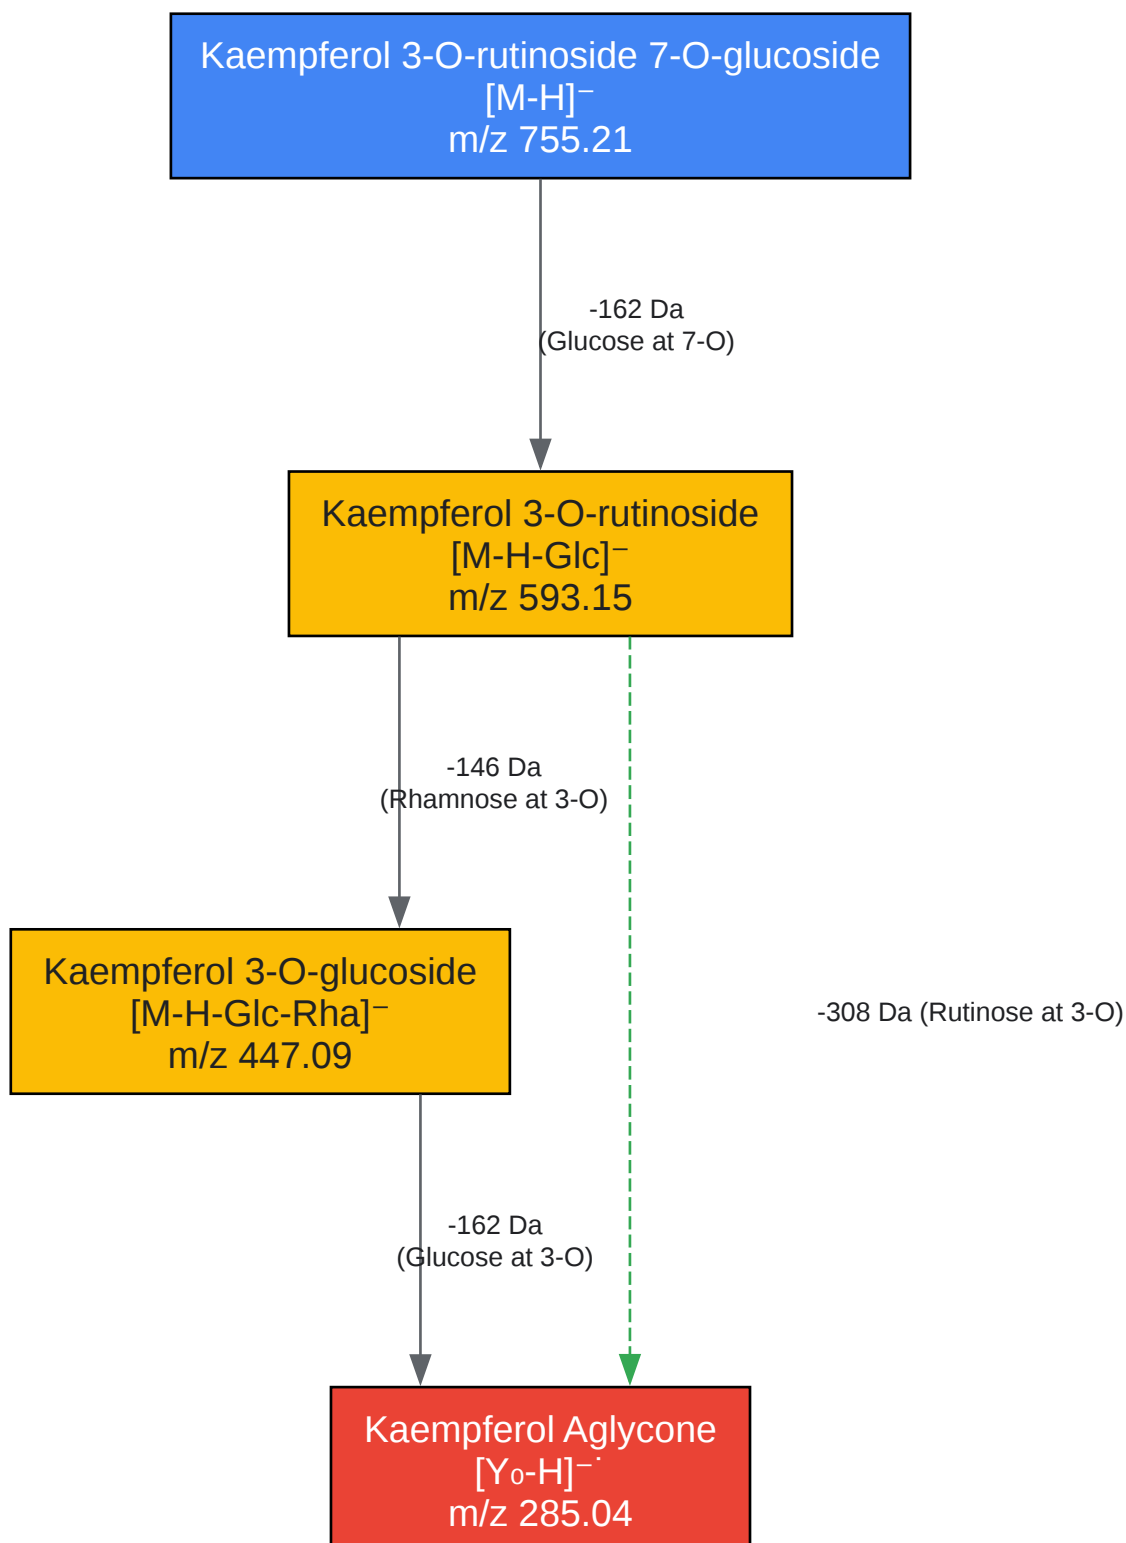 Kaempferol 3-O-rutinoside 7-O-glucoside
[M-H]⁻
m/z 755.21
-162 Da
(Glucose at 7-O)
Kaempferol 3-O-rutinoside
[M-H-Glc]⁻
m/z 593.15
-146 Da
(Rhamnose at 3-O)
Kaempferol 3-O-glucoside
[M-H-Glc-Rha]⁻
m/z 447.09
-308 Da (Rutinose at 3-O)
-162 Da
(Glucose at 3-O)
Kaempferol Aglycone
[Y₀-H]⁻˙
m/z 285.04